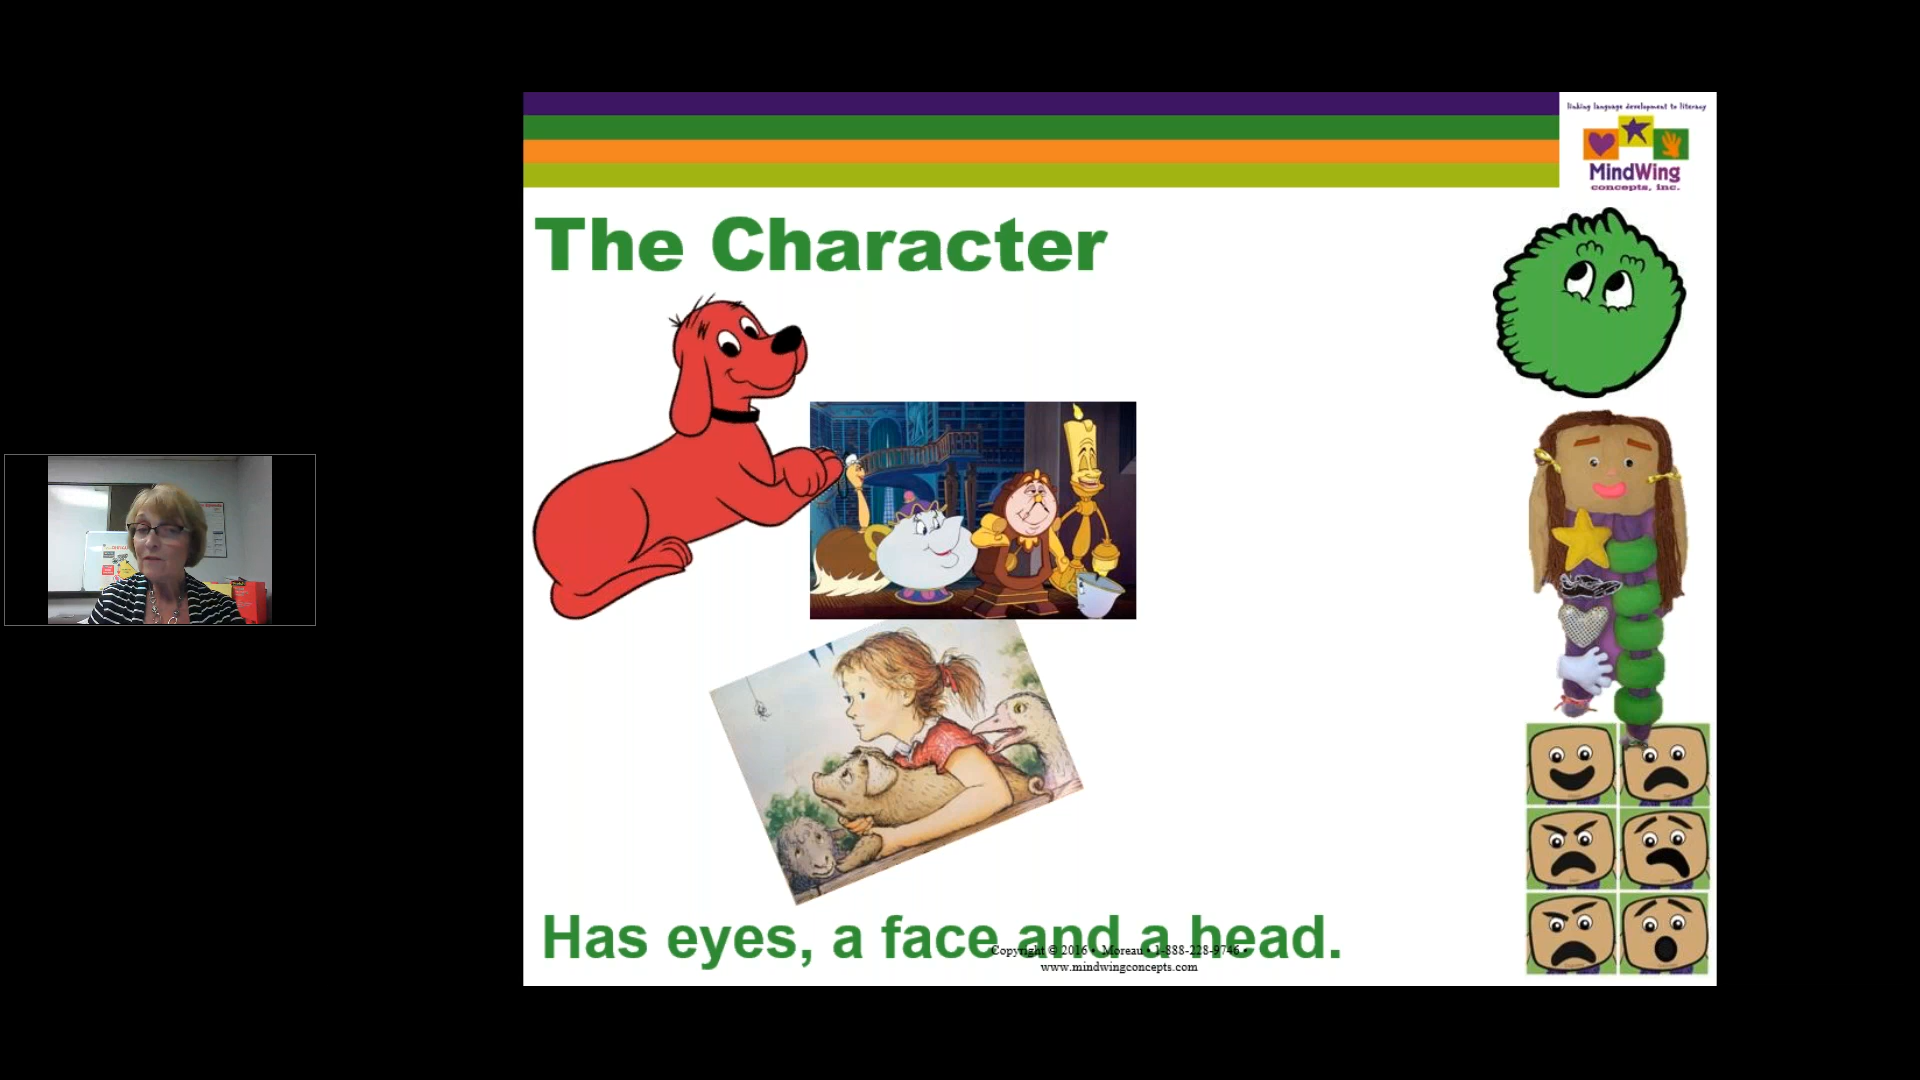 linking language development to literacy
MindWing
concepts, inc.
The Character
Has eyes, a face and a head.
Copyright © 2016 • Moreau • 1-888-228-9746 •
www.mindwingconcepts.com